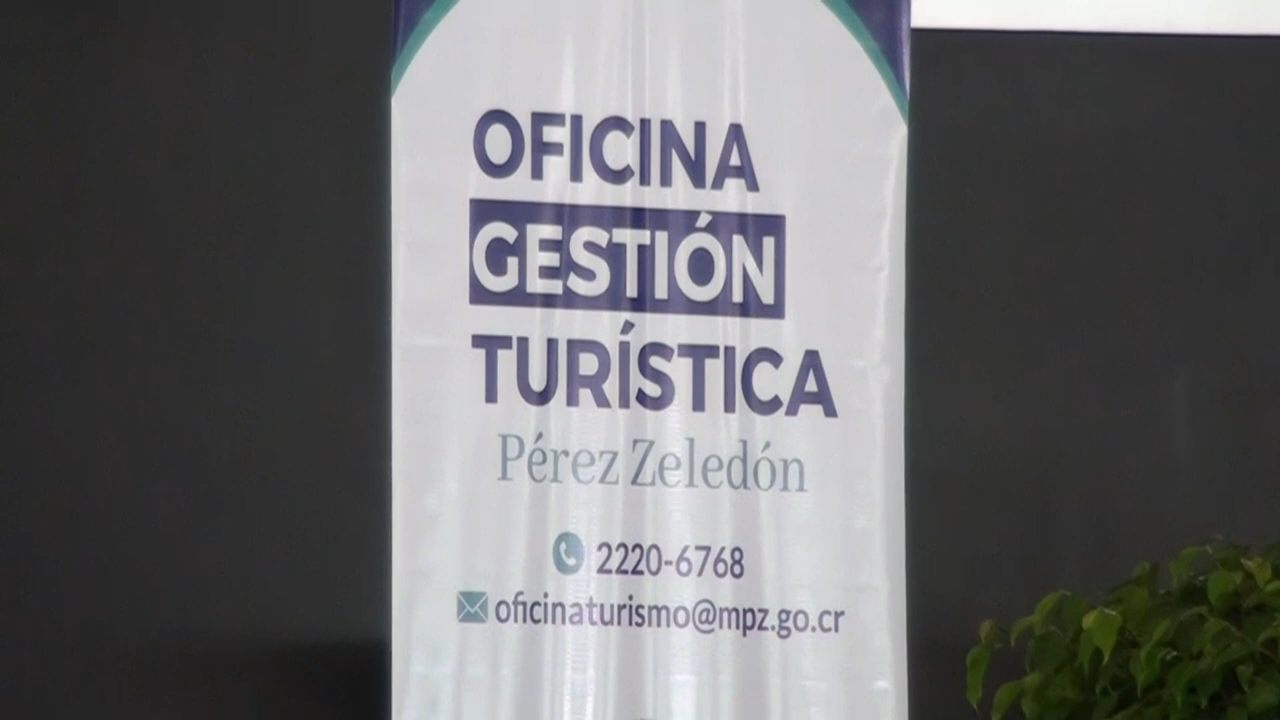 OFICINA
GESTIÓN
TURÍSTICA
Pérez Zeledón
2220-6768
oficinaturismo@mpz.go.cr